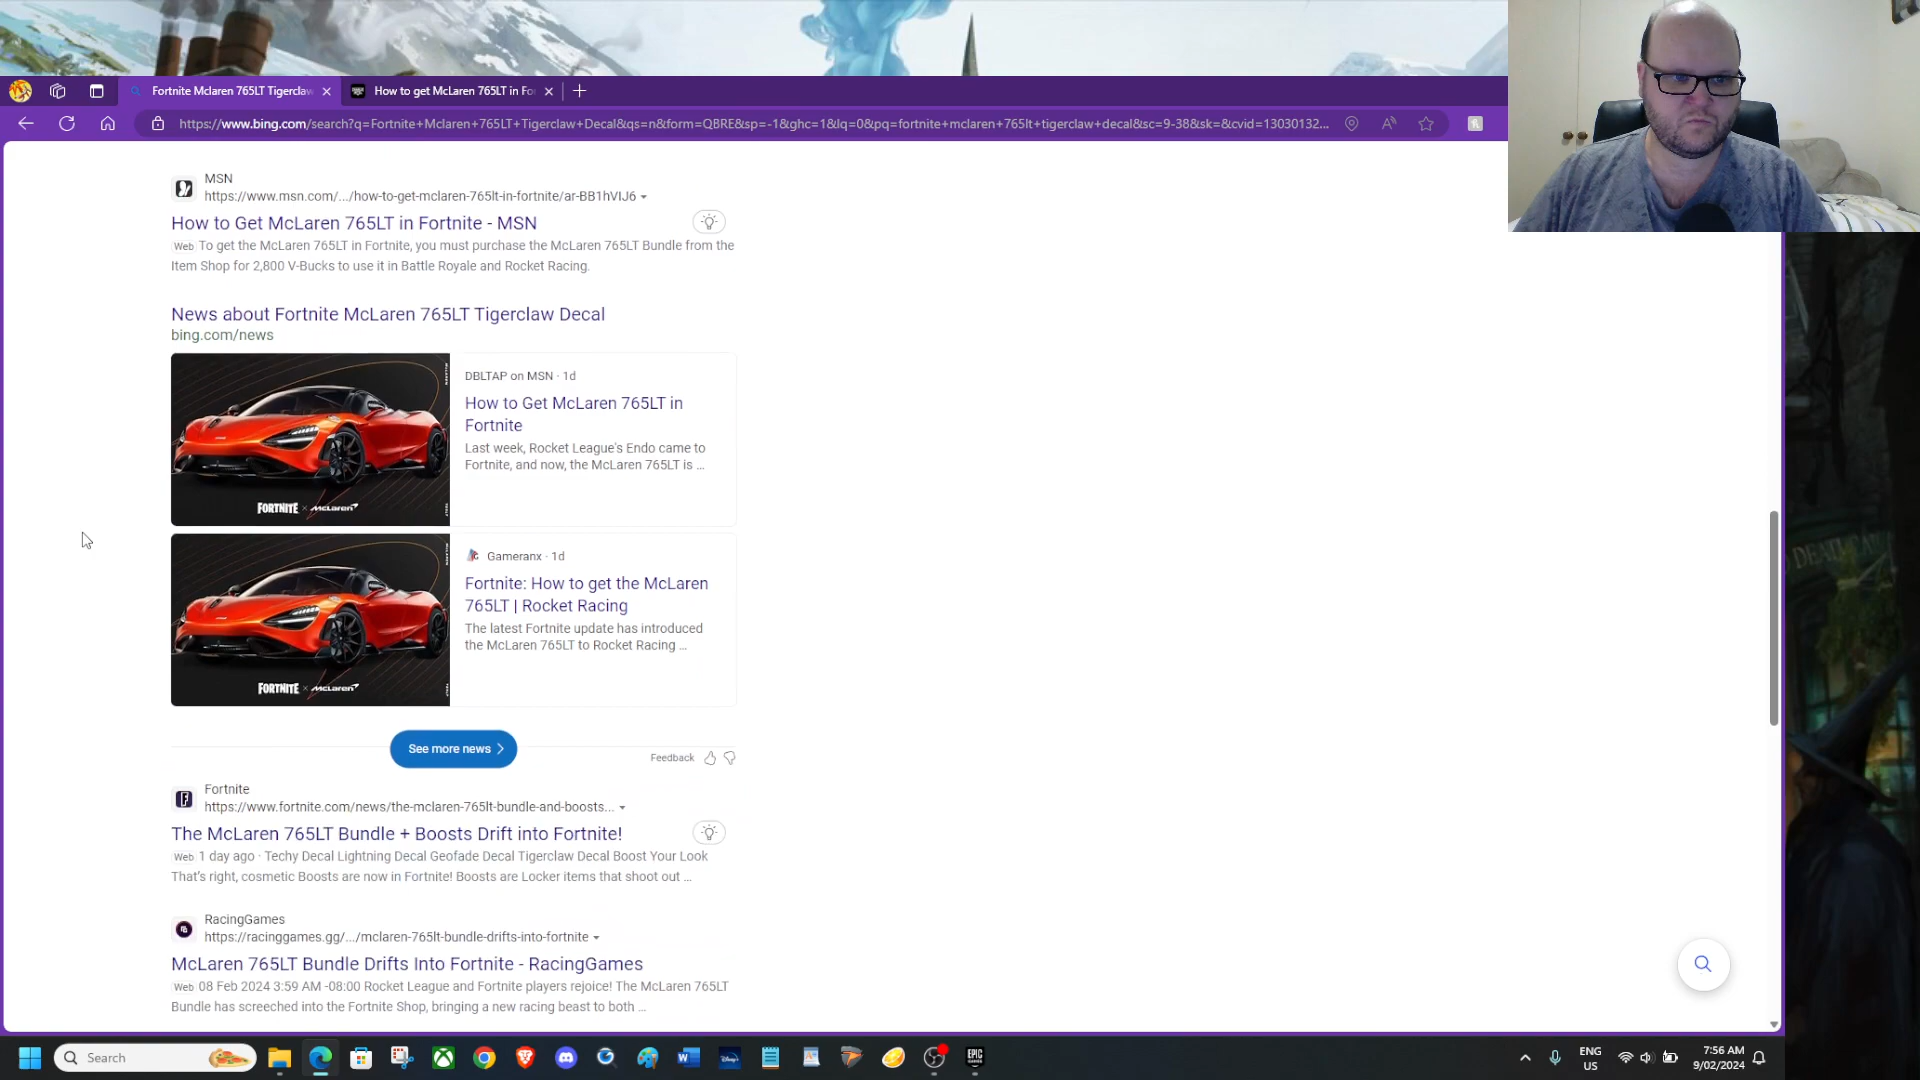 Fortnite Mclaren 765LT Tigerclaw
How to get McLaren 765LT in Fo
https://www.bing.com/search?q=Fortnite+Mclaren+765LT+Tigerclaw+Decal&qs=n&form=QBRE&sp=-1&ghc=1&lq=0&pq=fortnite+mclaren+765lt+tigerclaw+decal&sc=9-38&sk=&cvid=13030132...
MSN
https://www.msn.com/.../how-to-get-mclaren-765lt-in-fortnite/ar-BB1hVIJ6
How to Get McLaren 765LT in Fortnite - MSN
Web To get the McLaren 765LT in Fortnite, you must purchase the McLaren 765LT Bundle from the
Item Shop for 2,800 V-Bucks to use it in Battle Royale and Rocket Racing.
News about Fortnite McLaren 765LT Tigerclaw Decal
bing.com/news
FORTNITE × McLaren
DBLTAP on MSN · 1d
How to Get McLaren 765LT in
Fortnite
Last week, Rocket League's Endo came to
Fortnite, and now, the McLaren 765LT is ...
FORTNITE × McLaren
Gameranx · 1d
Fortnite: How to get the McLaren
765LT | Rocket Racing
The latest Fortnite update has introduced
the McLaren 765LT to Rocket Racing ...
See more news
Feedback
Fortnite
https://www.fortnite.com/news/the-mclaren-765lt-bundle-and-boosts...
The McLaren 765LT Bundle + Boosts Drift into Fortnite!
Web 1 day ago · Techy Decal Lightning Decal Geofade Decal Tigerclaw Decal Boost Your Look
That's right, cosmetic Boosts are now in Fortnite! Boosts are Locker items that shoot out ...
RacingGames
https://racinggames.gg/.../mclaren-765lt-bundle-drifts-into-fortnite
McLaren 765LT Bundle Drifts Into Fortnite - RacingGames
Web 08 Feb 2024 3:59 AM -08:00 Rocket League and Fortnite players rejoice! The McLaren 765LT
Bundle has screeched into the Fortnite Shop, bringing a new racing beast to both ...
Search
EPIC
GAMES
ENG
US
7:56 AM
9/02/2024